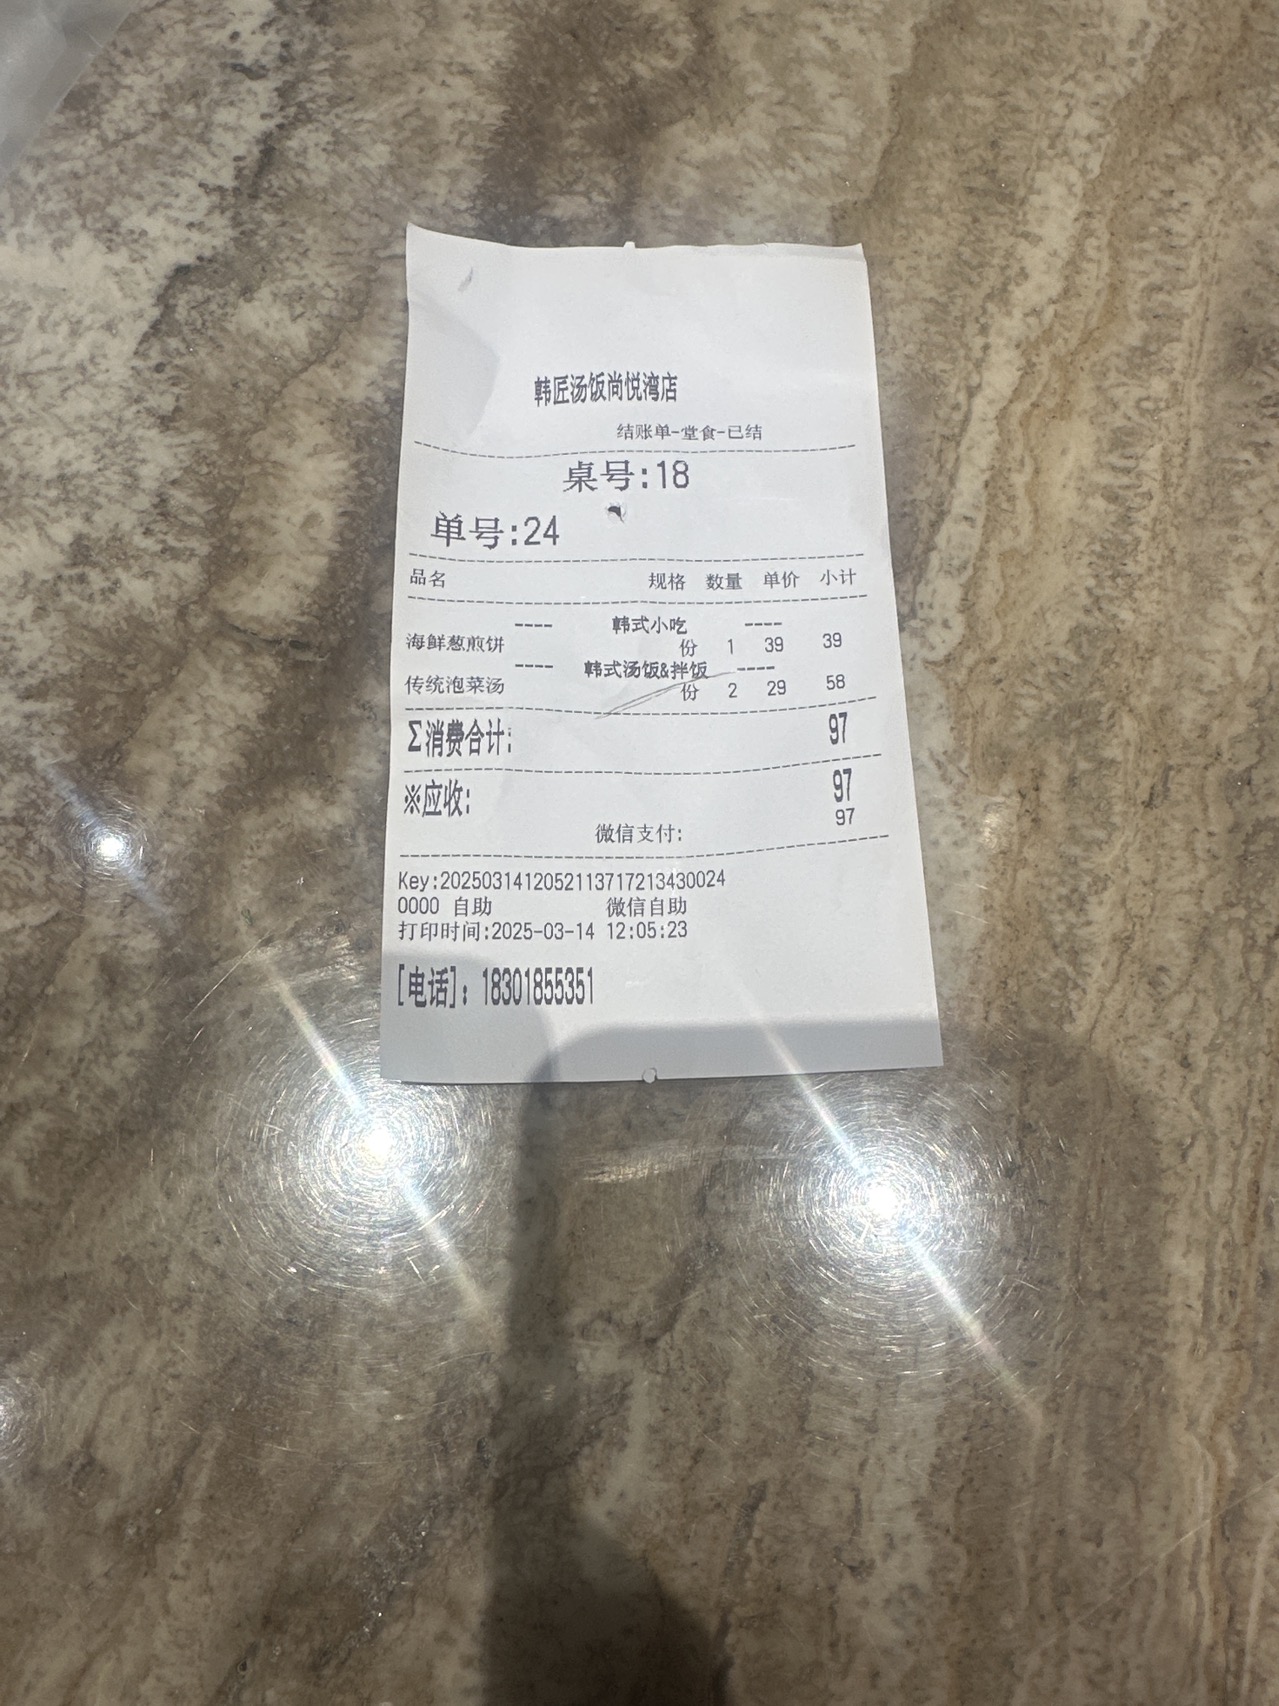 韩匠汤饭尚悦湾店
结账单-堂食-已结
桌号:18
单号:24
品名 规格 数量 单价 小计
---- 韩式小吃 ----
海鲜葱煎饼 份 1 39 39
---- 韩式汤饭&拌饭 ----
传统泡菜汤 份 2 29 58
Σ消费合计: 97
※应收: 97
微信支付: 97
Key:2025031412052113717213430024
0000 自助 微信自助
打印时间:2025-03-14 12:05:23
[电话]: 18301855351